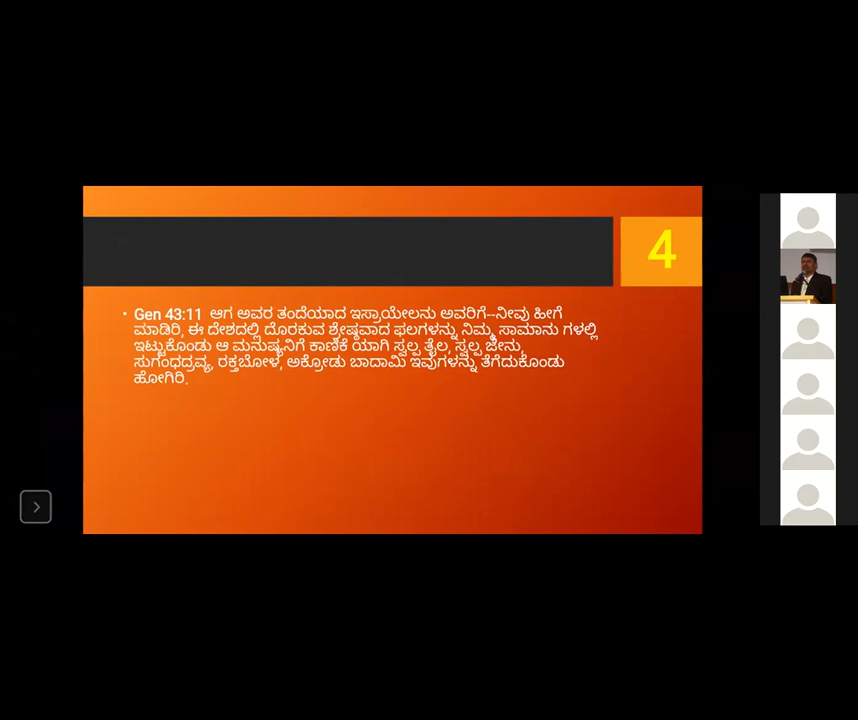 4
• Gen 43:11 ಆಗ ಅವರ ತಂದೆಯಾದ ಇಸ್ರಾಯೇಲನು ಅವರಿಗೆ--ನೀವು ಹೀಗೆ
ಮಾಡಿರಿ, ಈ ದೇಶದಲ್ಲಿ ದೊರಕುವ ಶ್ರೇಷ್ಠವಾದ ಫಲಗಳನ್ನು ನಿಮ್ಮ ಸಾಮಾನು ಗಳಲ್ಲಿ
ಇಟ್ಟುಕೊಂಡು ಆ ಮನುಷ್ಯನಿಗೆ ಕಾಣಿಕೆ ಯಾಗಿ ಸ್ವಲ್ಪ ತೈಲ, ಸ್ವಲ್ಪ ಜೇನು,
ಸುಗಂಧದ್ರವ್ಯ, ರಕ್ತಬೋಳ, ಅಕ್ರೋಡು ಬಾದಾಮಿ ಇವುಗಳನ್ನು ತೆಗೆದುಕೊಂಡು
ಹೋಗಿರಿ.